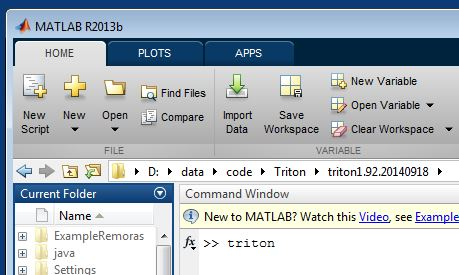 MATLAB R2013b
HOME PLOTS APPS
New Script
New
Open
Find Files
Compare
Import Data
Save Workspace
New Variable
Open Variable
Clear Workspace
FILE VARIABLE
D: data code Triton triton1.92.20140918
Current Folder
Command Window
Name
New to MATLAB? Watch this Video, see Example
ExampleRemoras
java
Settings
fx >> triton